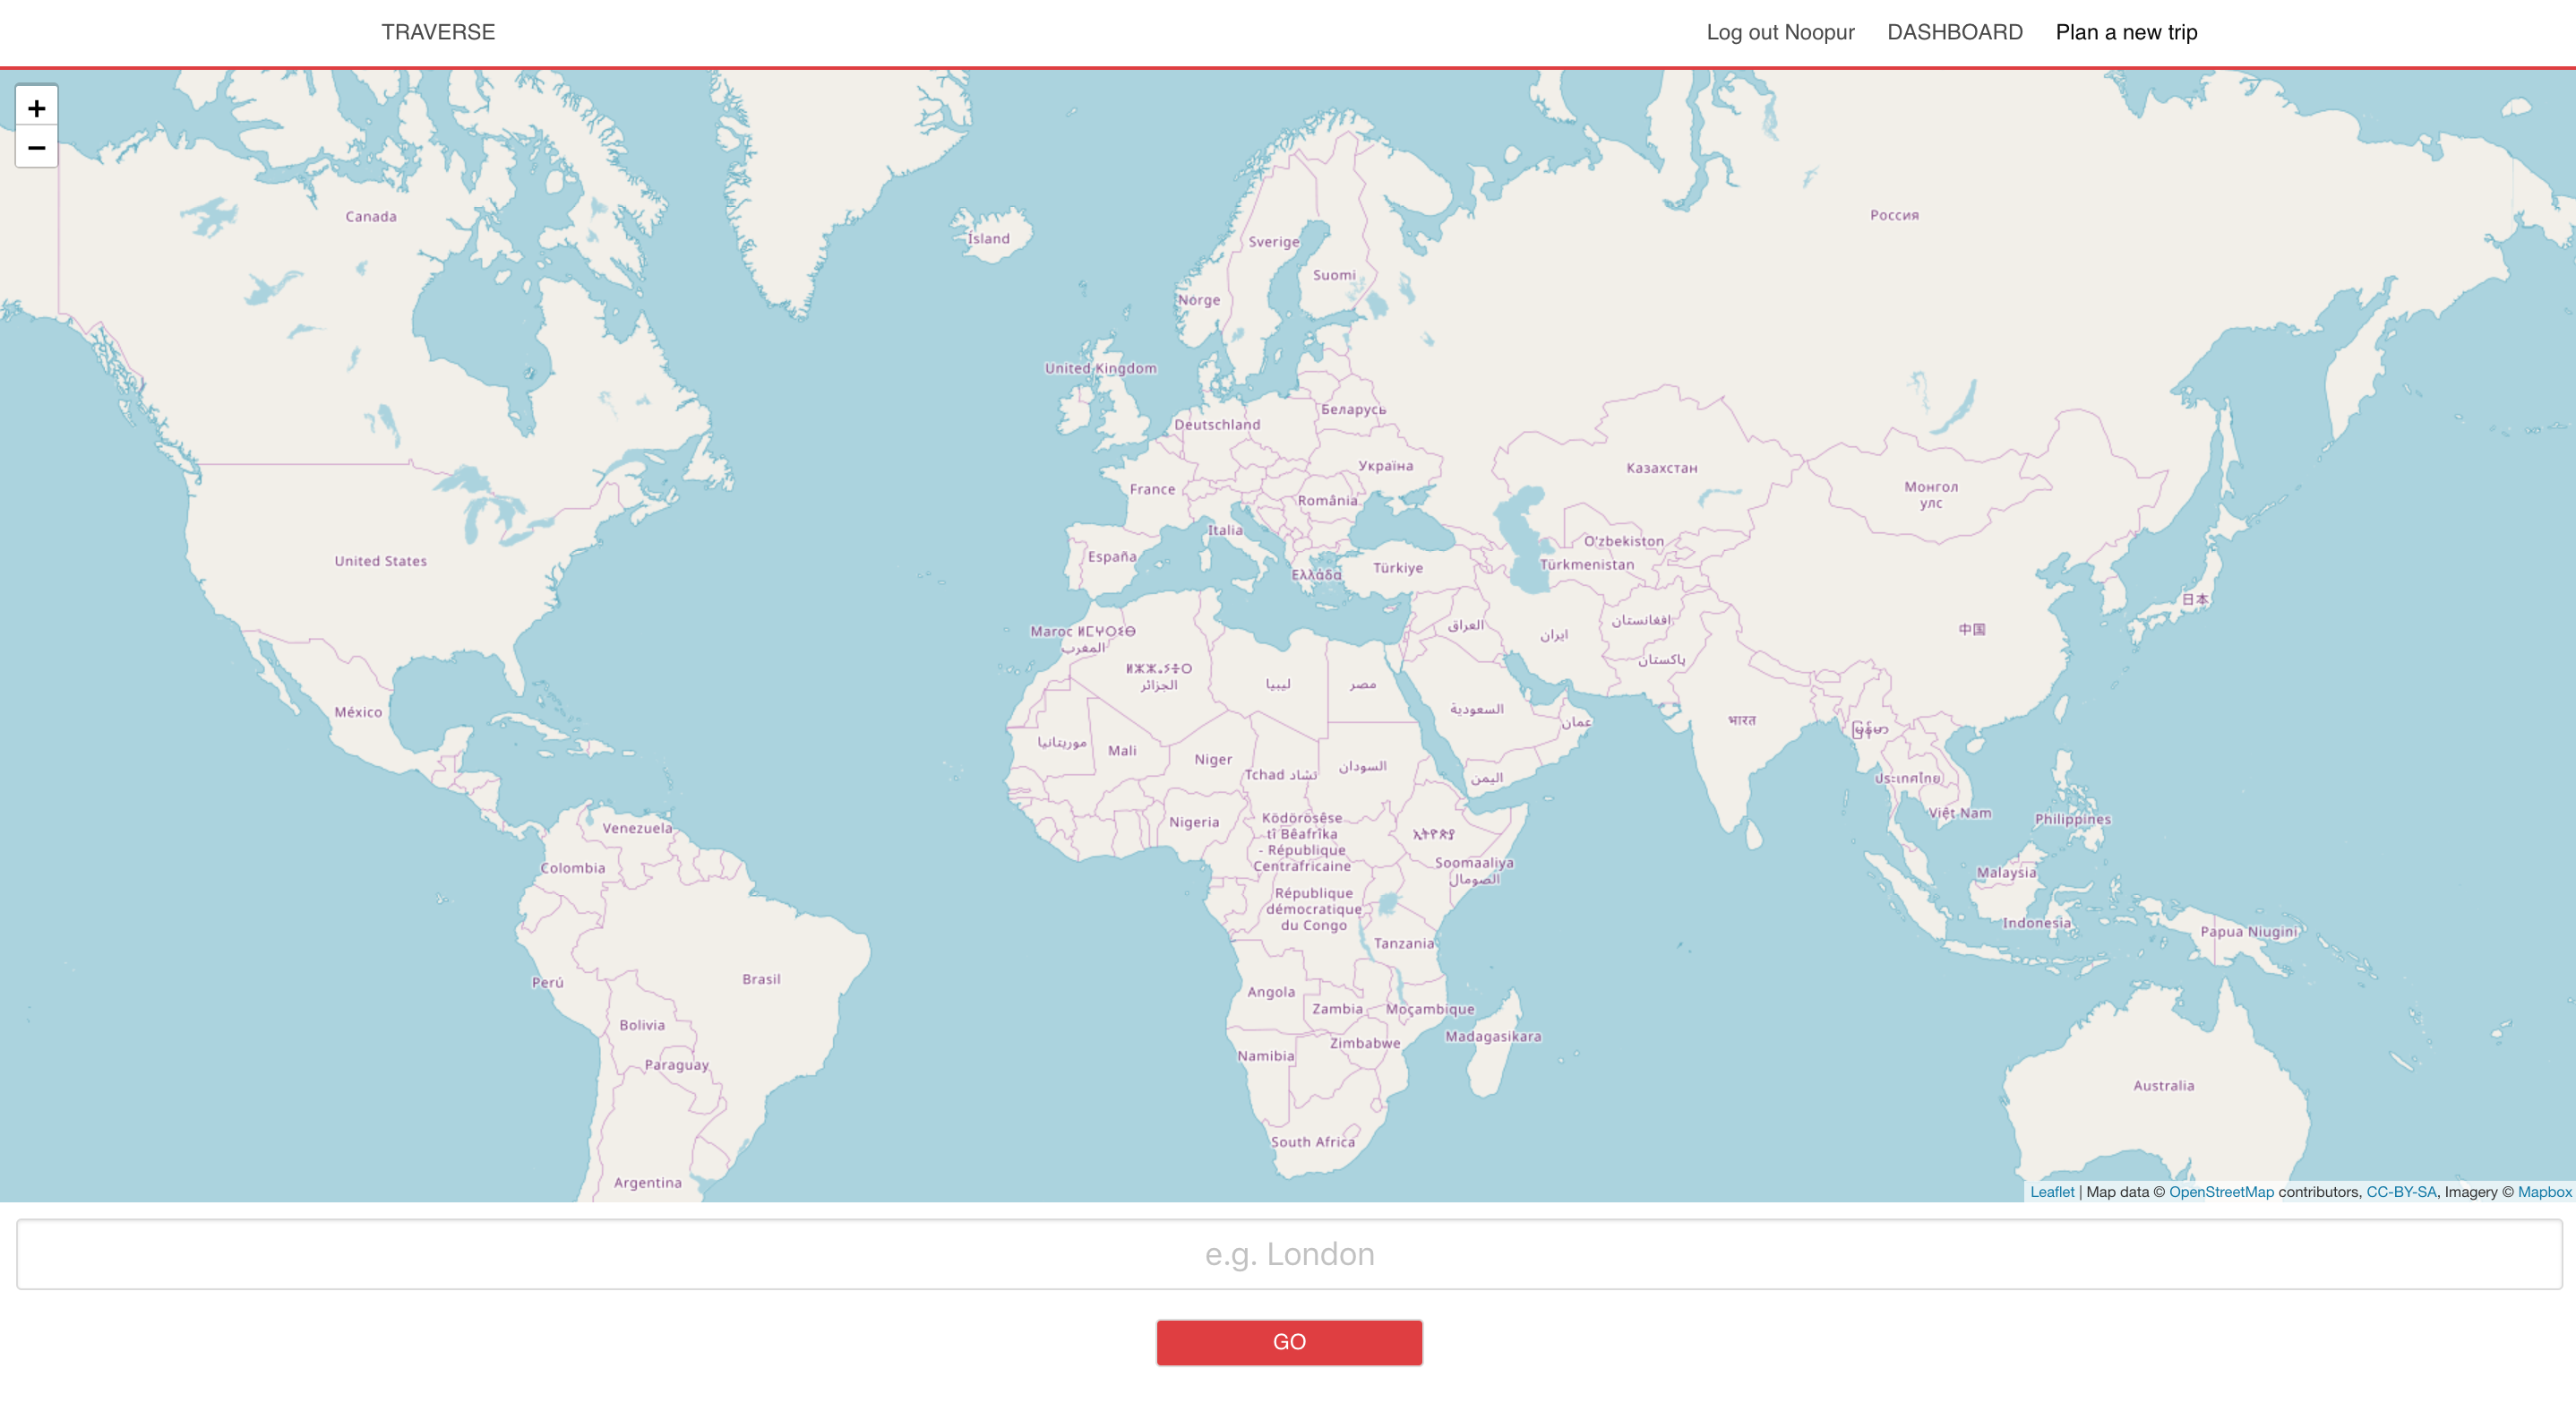 TRAVERSE
Log out Noopur
DASHBOARD
Plan a new trip
+
−
Canada
Россия
Ísland
Sverige
Suomi
Norge
United Kingdom
Беларусь
Deutschland
Україна
Казахстан
France
Монгол
улс
România
Italia
O'zbekiston
España
United States
Türkmenistan
Türkiye
Ελλάδα
日本
افغانستان
العراق
中国
Maroc ⵍⵎⵖⵔⵉⴱ
المغرب
ایران
پاکستان
ⵍⵣⵣⴰⵢⴻⵔ
الجزائر
ليبيا
مصر
México
السعودية
भारत
عمان
မြန်မာ
موريتانيا
Mali
Niger
السودان
Tchad تشاد
اليمن
ประเทศไทย
Việt Nam
Philippines
Ködörösêse
tî Bêafrîka
- République
Centrafricaine
Nigeria
Venezuela
ኢትዮጵያ
Soomaaliya
الصومال
Colombia
Malaysia
République
démocratique
du Congo
Indonesia
Papua Niugini
Tanzania
Brasil
Perú
Angola
Zambia
Moçambique
Bolivia
Madagasikara
Zimbabwe
Namibia
Paraguay
Australia
South Africa
Argentina
Leaflet | Map data © OpenStreetMap contributors, CC-BY-SA, Imagery © Mapbox
e.g. London
GO